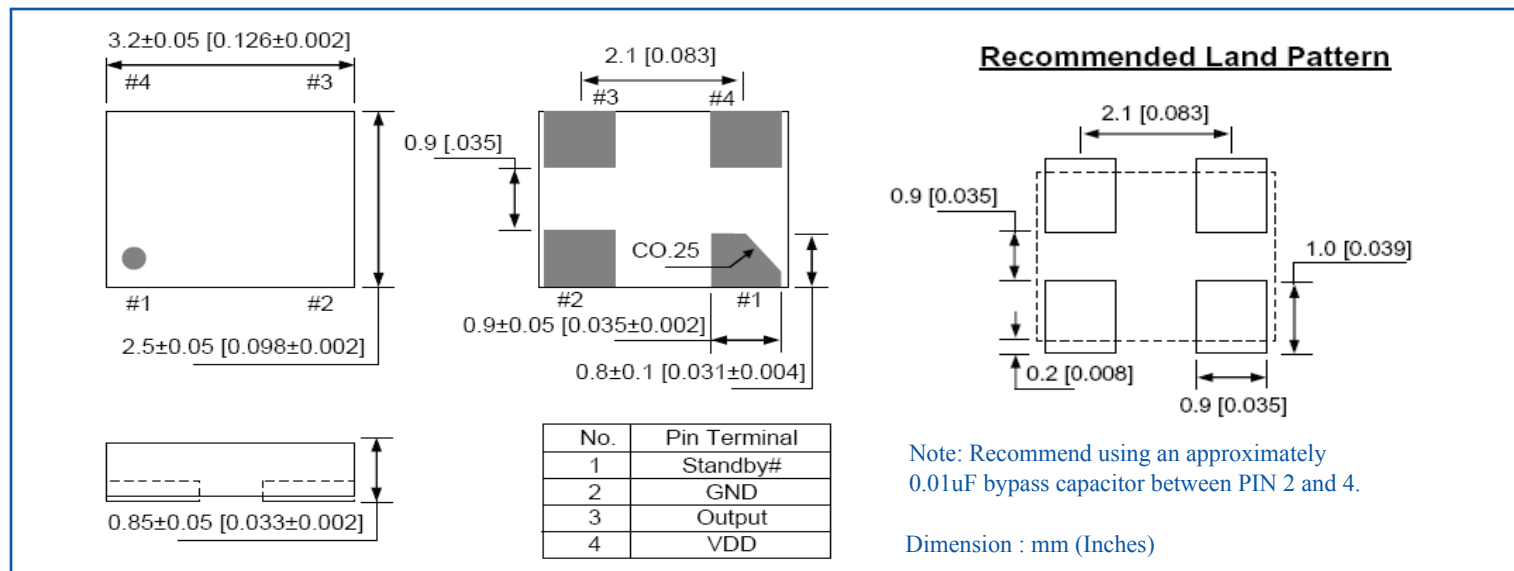 3.2±0.05 [0.126±0.002]
#4 #3
#1 #2
2.5±0.05 [0.098±0.002]
0.85±0.05 [0.033±0.002]
2.1 [0.083]
#3 #4
0.9 [.035]
CO.25
#2 #1
0.9±0.05 [0.035±0.002]
0.8±0.1 [0.031±0.004]
No. Pin Terminal
1 Standby#
2 GND
3 Output
4 VDD
Recommended Land Pattern
2.1 [0.083]
0.9 [0.035]
1.0 [0.039]
0.2 [0.008]
0.9 [0.035]
Note: Recommend using an approximately
0.01uF bypass capacitor between PIN 2 and 4.
Dimension : mm (Inches)